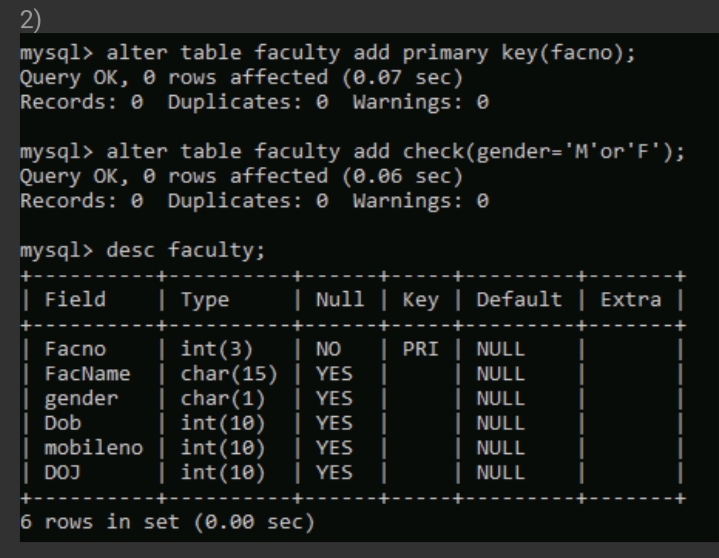 2)
mysql> alter table faculty add primary key(facno);
Query OK, 0 rows affected (0.07 sec)
Records: 0  Duplicates: 0  Warnings: 0
mysql> alter table faculty add check(gender='M'or'F');
Query OK, 0 rows affected (0.06 sec)
Records: 0  Duplicates: 0  Warnings: 0
mysql> desc faculty;
+-----------+----------+------+-----+---------+-------+
| Field     | Type     | Null | Key | Default | Extra |
+-----------+----------+------+-----+---------+-------+
| Facno     | int(3)   | NO   | PRI | NULL    |       |
| FacName   | char(15) | YES  |     | NULL    |       |
| gender    | char(1)  | YES  |     | NULL    |       |
| Dob       | int(10)  | YES  |     | NULL    |       |
| mobileno  | int(10)  | YES  |     | NULL    |       |
| DOJ       | int(10)  | YES  |     | NULL    |       |
+-----------+----------+------+-----+---------+-------+
6 rows in set (0.00 sec)